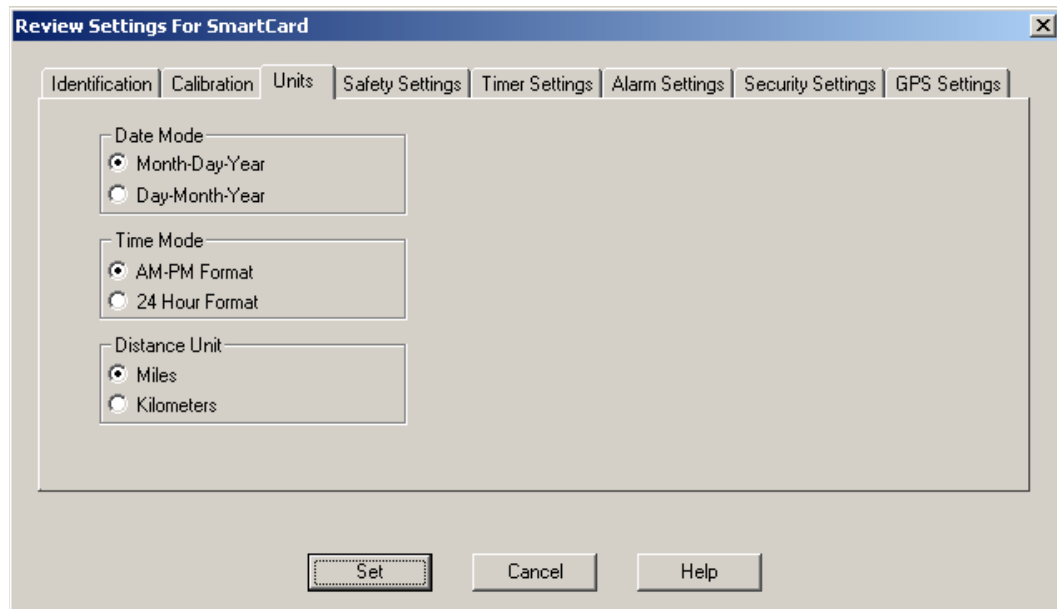 Review Settings For SmartCard
Identification Calibration Units Safety Settings Timer Settings Alarm Settings Security Settings GPS Settings
Date Mode
Month-Day-Year
Day-Month-Year
Time Mode
AM-PM Format
24 Hour Format
Distance Unit
Miles
Kilometers
Set Cancel Help